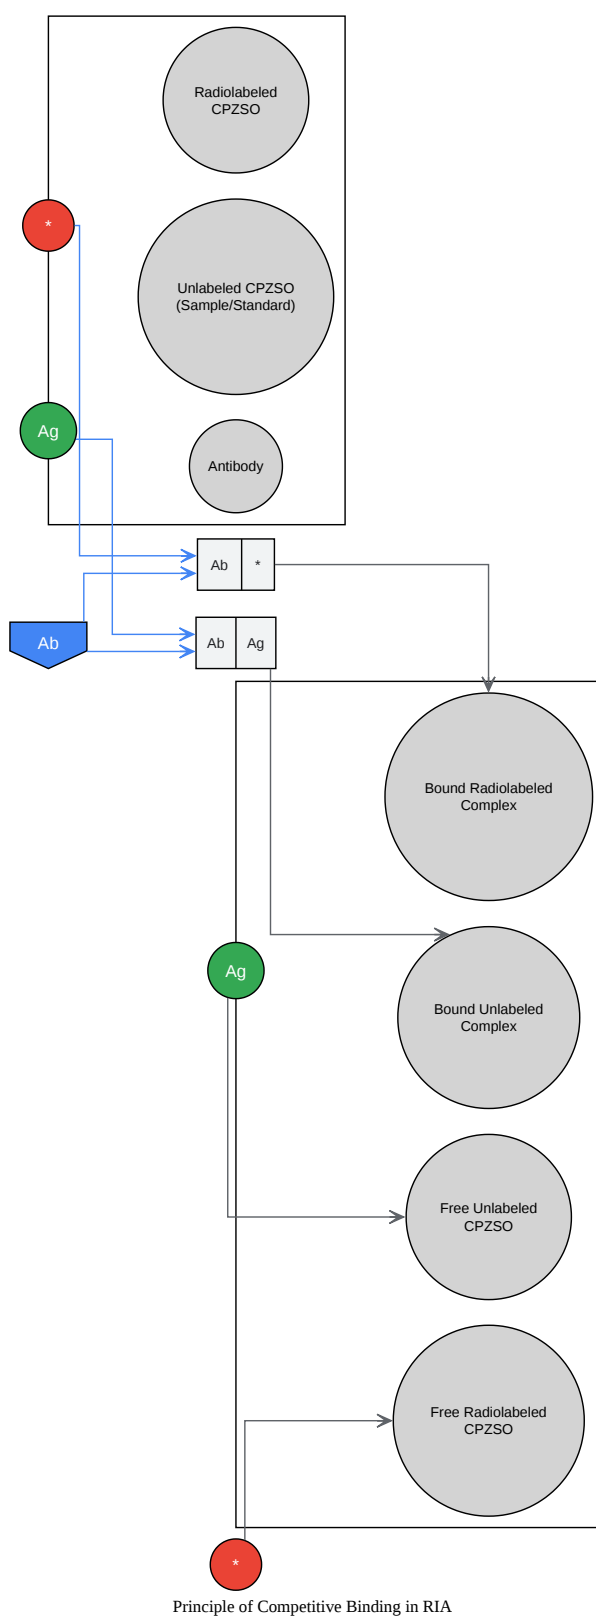 Radiolabeled
CPZSO
*
Unlabeled CPZSO
(Sample/Standard)
Ag
Antibody
Ab *
Ab
Ab Ag
Bound Radiolabeled
Complex
Ag
Bound Unlabeled
Complex
Free Unlabeled
CPZSO
Free Radiolabeled
CPZSO
*
Principle of Competitive Binding in RIA